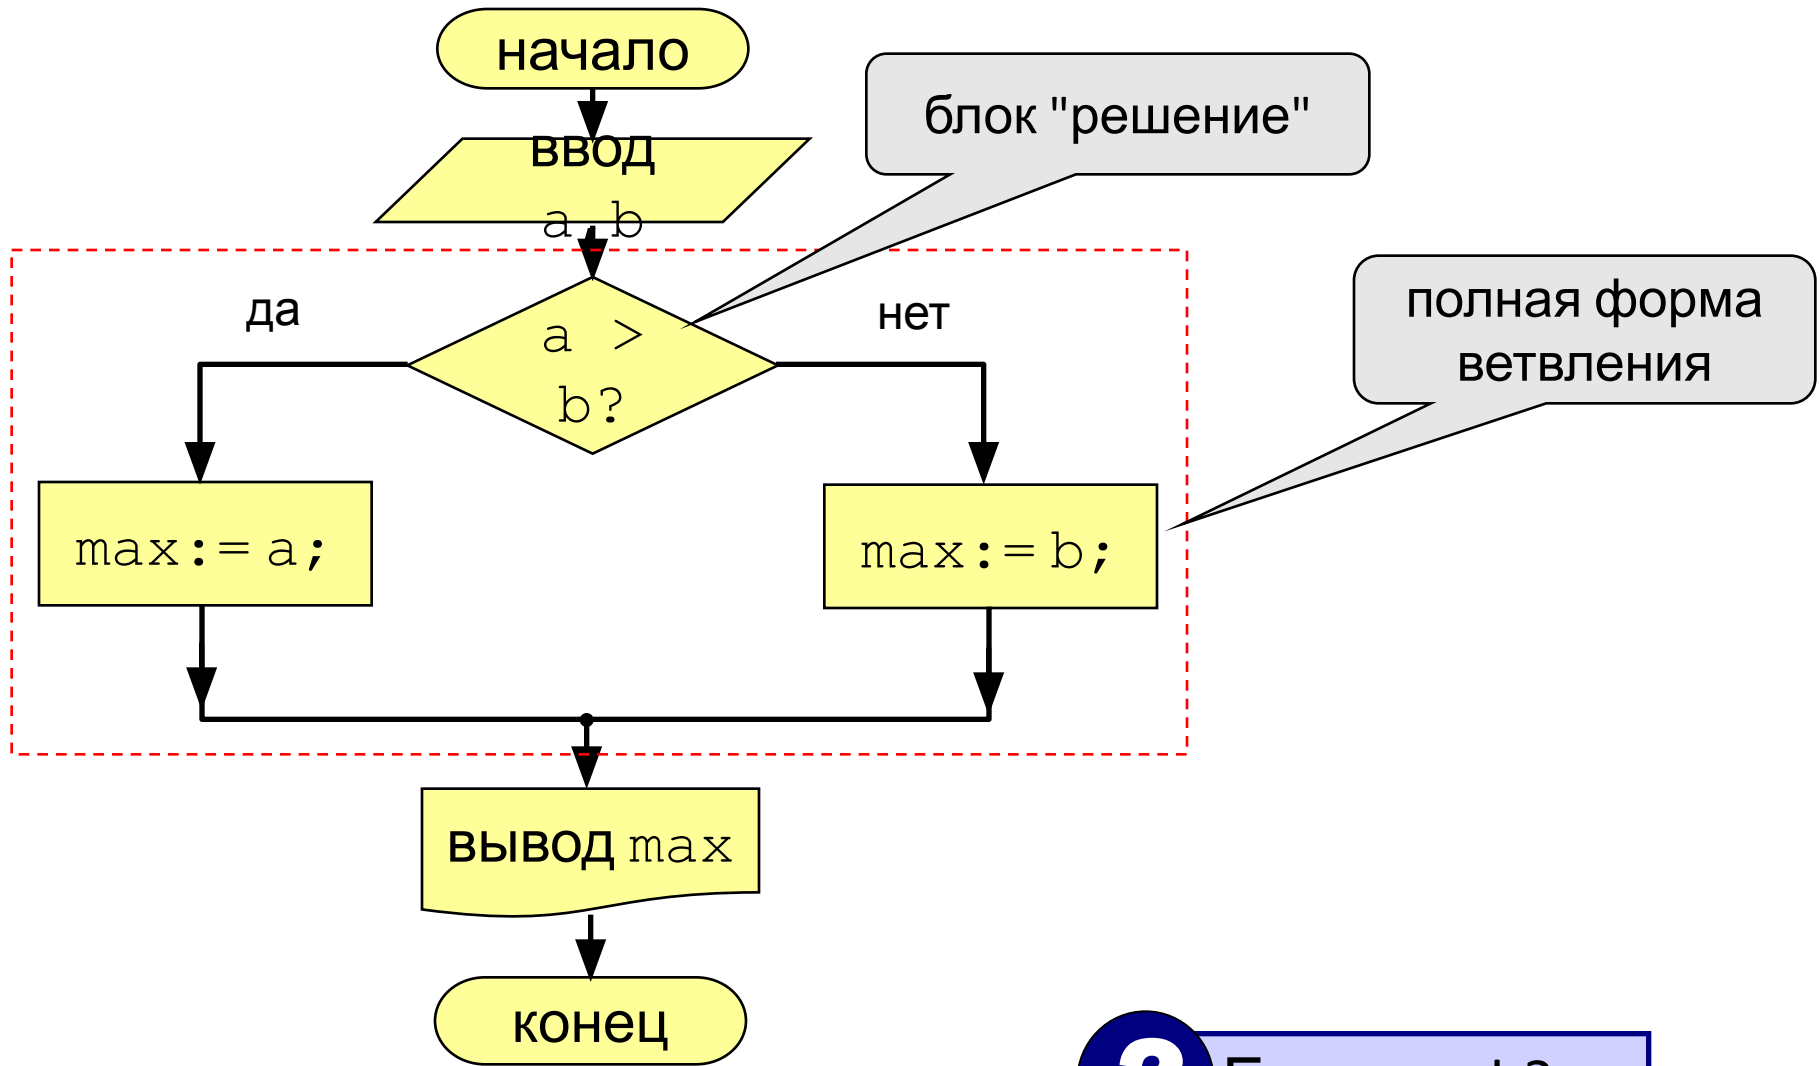 начало
блок "решение"
ввод
a b
да
нет
полная форма
ветвления
a >
b?
max:= a;
max:= b;
вывод max
конец